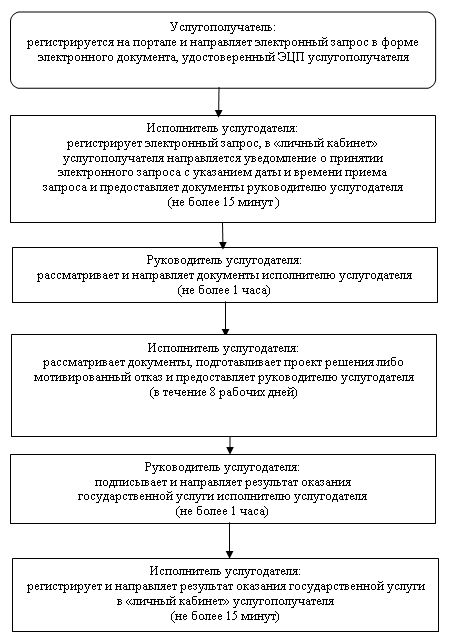 Услугополучатель:
регистрируется на портале и направляет электронный запрос в форме
электронного документа, удостоверенный ЭЦП услугополучателя
Исполнитель услугодателя:
регистрирует электронный запрос, в «личный кабинет»
услугополучателя направляется уведомление о принятии
электронного запроса с указанием даты и времени приема
запроса и предоставляет документы руководителю услугодателя
(не более 15 минут)
Руководитель услугодателя:
рассматривает и направляет документы исполнителю услугодателя
(не более 1 часа)
Исполнитель услугодателя:
рассматривает документы, подготавливает проект решения либо
мотивированный отказ и предоставляет руководителю услугодателя
(в течение 8 рабочих дней)
Руководитель услугодателя:
подписывает и направляет результат оказания
государственной услуги исполнителю услугодателя
(не более 1 часа)
Исполнитель услугодателя:
регистрирует и направляет результат оказания государственной услуги
в «личный кабинет» услугополучателя
(не более 15 минут)